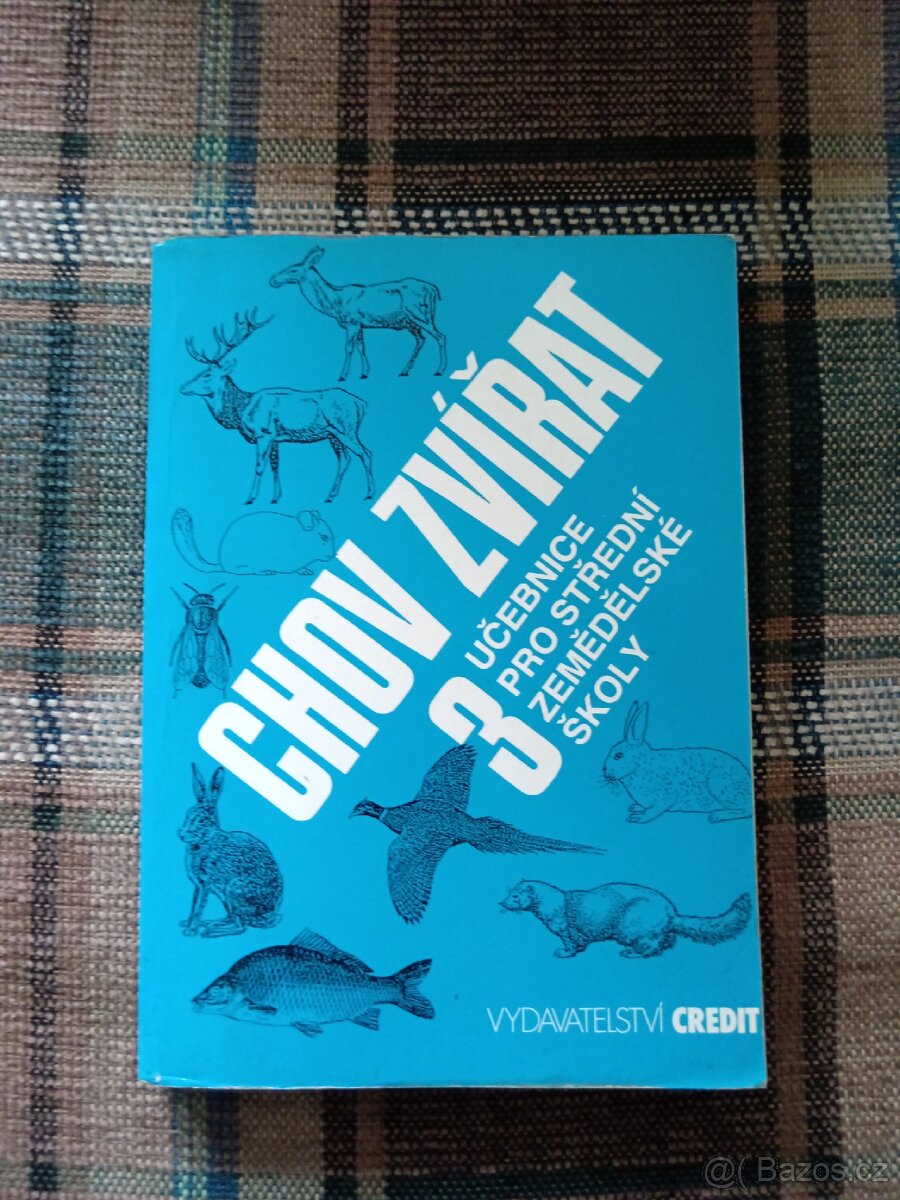 CHOV ZVÍŘAT
3
UČEBNICE
PRO STŘEDNÍ
ZEMĚDĚLSKÉ
ŠKOLY
VYDAVATELSTVÍ CREDIT
@( Bazos.cz